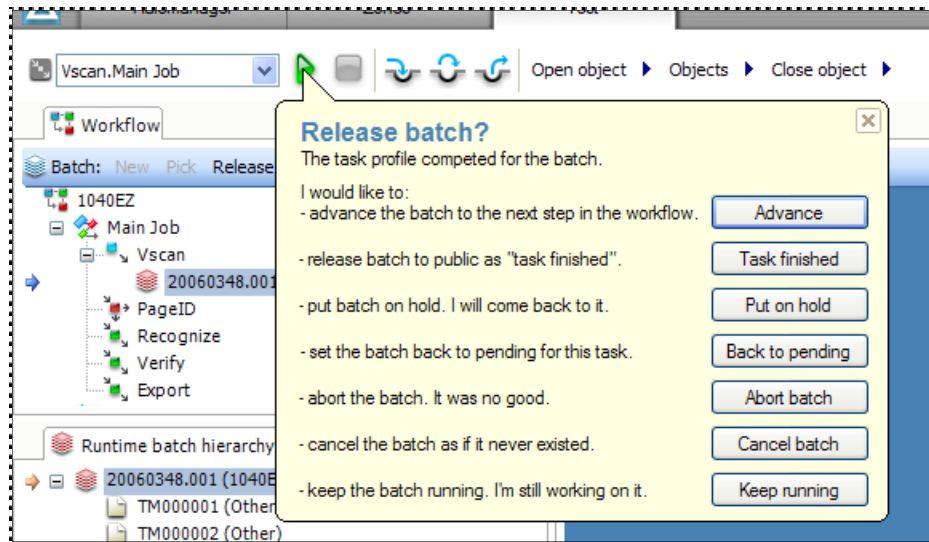 Vscan.Main Job
Open object
Objects
Close object
Workflow
Batch: New Pick Release
1040EZ
Main Job
Vscan
20060348.001
PageID
Recognize
Verify
Export
Runtime batch hierarchy
20060348.001 (1040E
TM000001 (Other
TM000002 (Other)
Release batch?
The task profile competed for the batch.
I would like to:
- advance the batch to the next step in the workflow.
Advance
- release batch to public as "task finished".
Task finished
- put batch on hold. I will come back to it.
Put on hold
- set the batch back to pending for this task.
Back to pending
- abort the batch. It was no good.
Abort batch
- cancel the batch as if it never existed.
Cancel batch
- keep the batch running. I'm still working on it.
Keep running